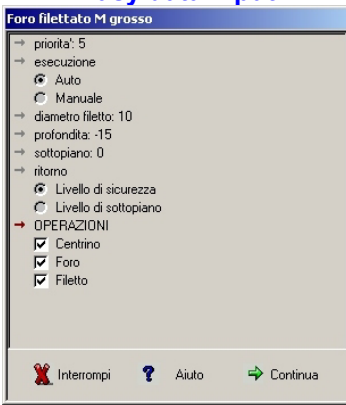 Foro filettato M grosso
priorita': 5
esecuzione
Auto
Manuale
diametro filetto: 10
profondita: -15
sottopiano: 0
ritorno
Livello di sicurezza
Livello di sottopiano
OPERAZIONI
Centrino
Foro
Filetto
Interrompi ? Aiuto Continua